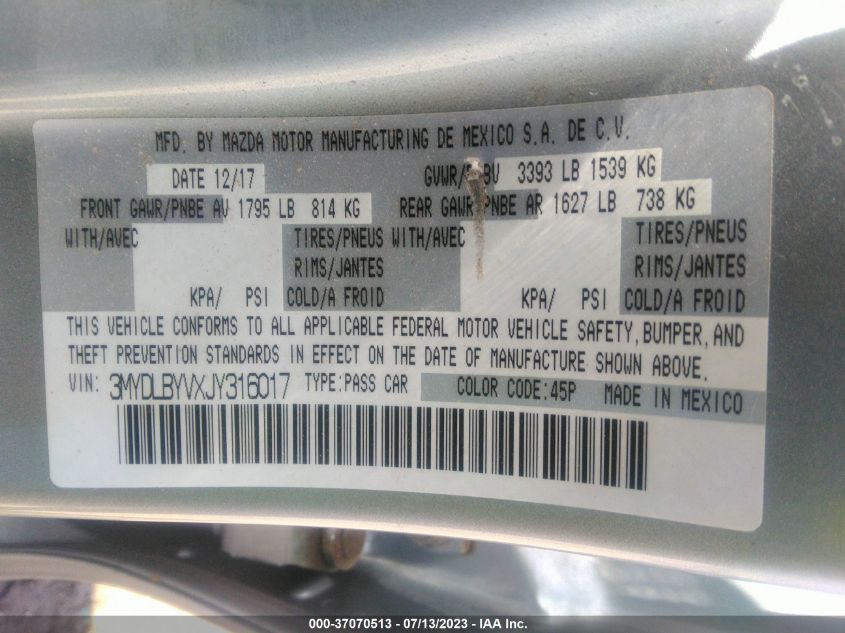 MFD. BY MAZDA MOTOR MANUFACTURING DE MEXICO S.A. DE C.V.
DATE 12/17 GVWR/PNBV 3393 LB 1539 KG
FRONT GAWR/PNBE AV 1795 LB 814 KG REAR GAWR/PNBE AR 1627 LB 738 KG
WITH/AVEC TIRES/PNEUS WITH/AVEC TIRES/PNEUS
RIMS/JANTES RIMS/JANTES
KPA/ PSI COLD/A FROID KPA/ PSI COLD/A FROID
THIS VEHICLE CONFORMS TO ALL APPLICABLE FEDERAL MOTOR VEHICLE SAFETY, BUMPER, AND
THEFT PREVENTION STANDARDS IN EFFECT ON THE DATE OF MANUFACTURE SHOWN ABOVE.
VIN: 3MYDLBYVXJY316017 TYPE:PASS CAR COLOR CODE:45P MADE IN MEXICO
000-37070513 - 07/13/2023 - IAA Inc.